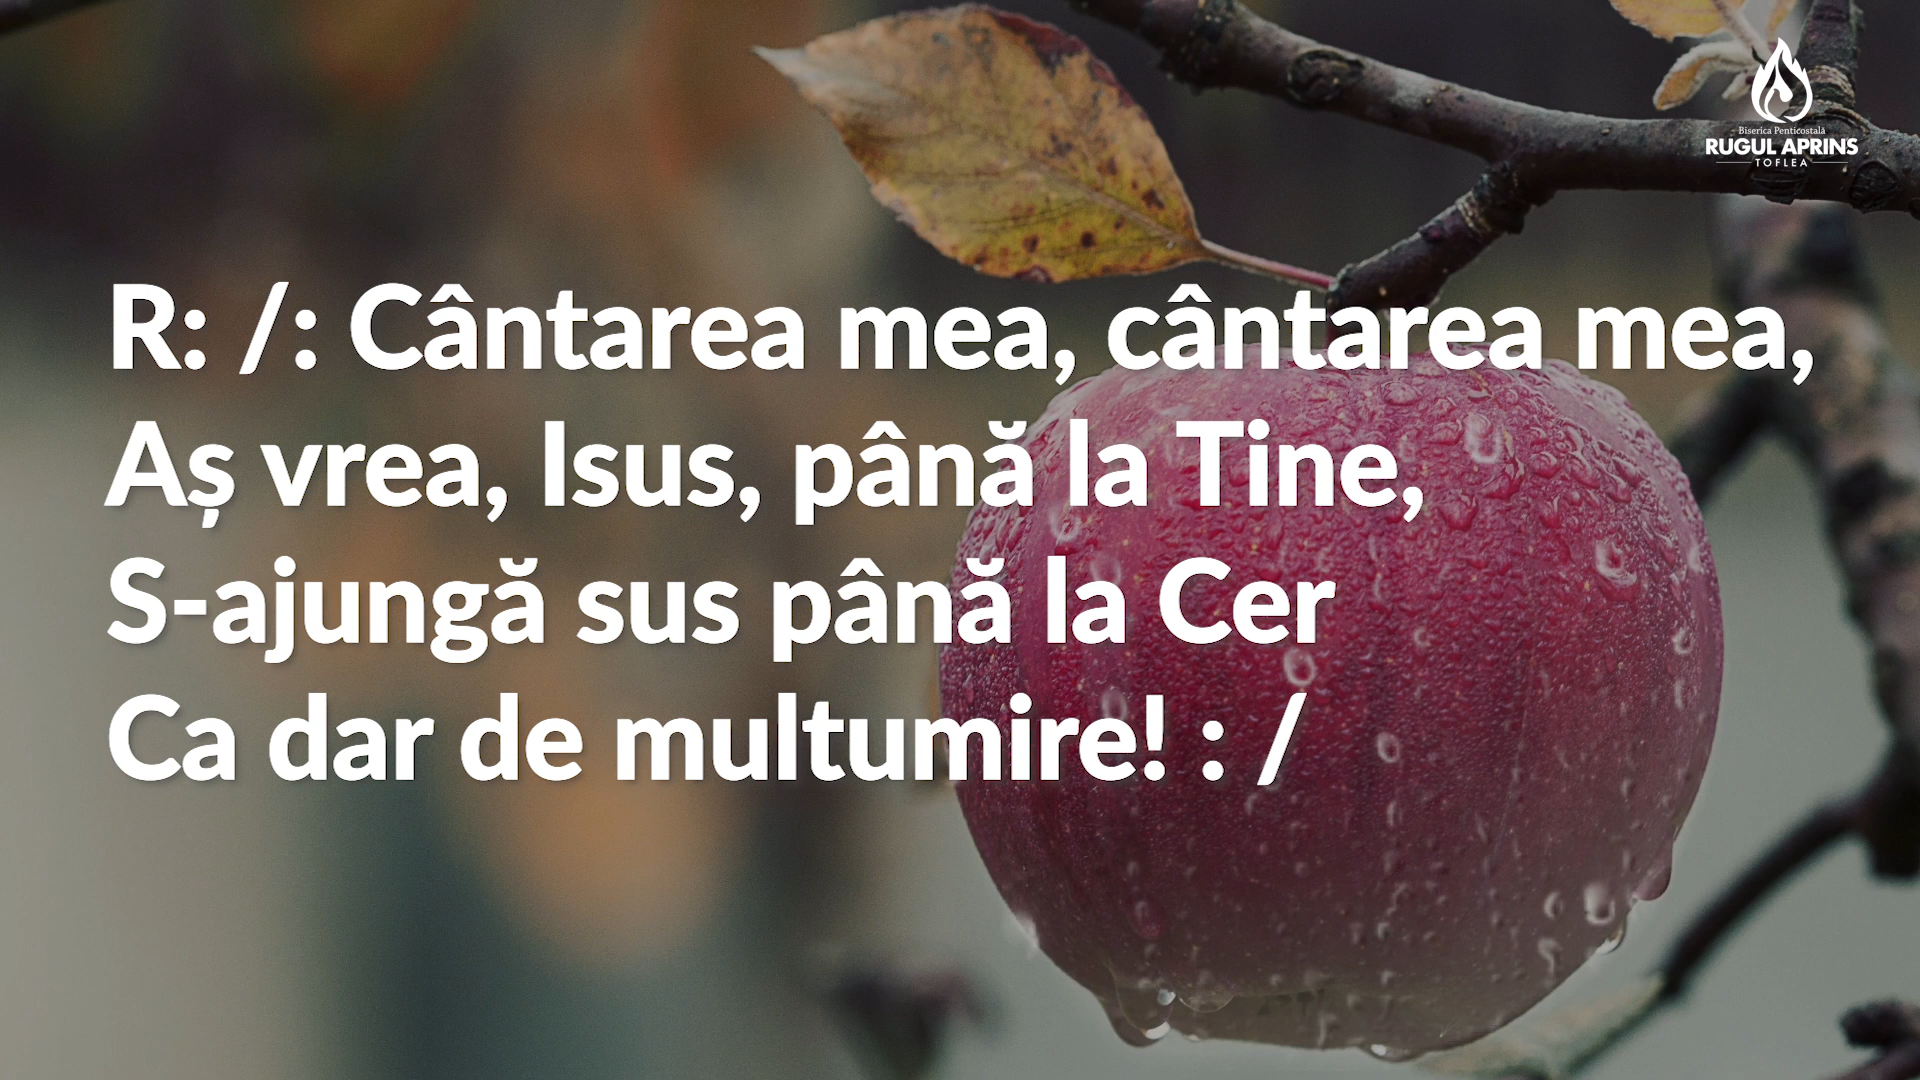 Biserica Penticostală
RUGUL APRINS
TOFLEA
R: /: Cântarea mea, cântarea mea,
Aș vrea, Isus, până la Tine,
S-ajungă sus până la Cer
Ca dar de multumire! : /